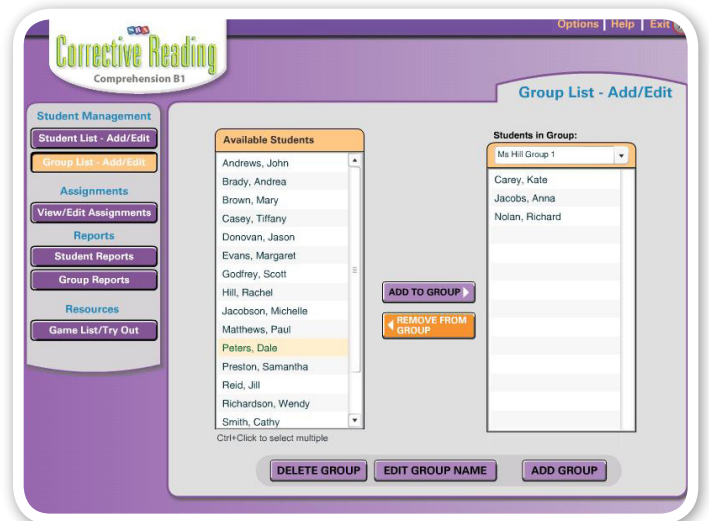 Options | Help | Exit
SRA
Corrective Reading
Comprehension B1
Group List - Add/Edit
Student Management
Student List - Add/Edit
Group List - Add/Edit
Assignments
View/Edit Assignments
Reports
Student Reports
Group Reports
Resources
Game List/Try Out
Available Students
Andrews, John
Brady, Andrea
Brown, Mary
Casey, Tiffany
Donovan, Jason
Evans, Margaret
Godfrey, Scott
Hill, Rachel
Jacobson, Michelle
Matthews, Paul
Peters, Dale
Preston, Samantha
Reid, Jill
Richardson, Wendy
Smith, Cathy
Ctrl+Click to select multiple
ADD TO GROUP
REMOVE FROM
GROUP
Students in Group:
Ms Hill Group 1
Carey, Kate
Jacobs, Anna
Nolan, Richard
DELETE GROUP
EDIT GROUP NAME
ADD GROUP